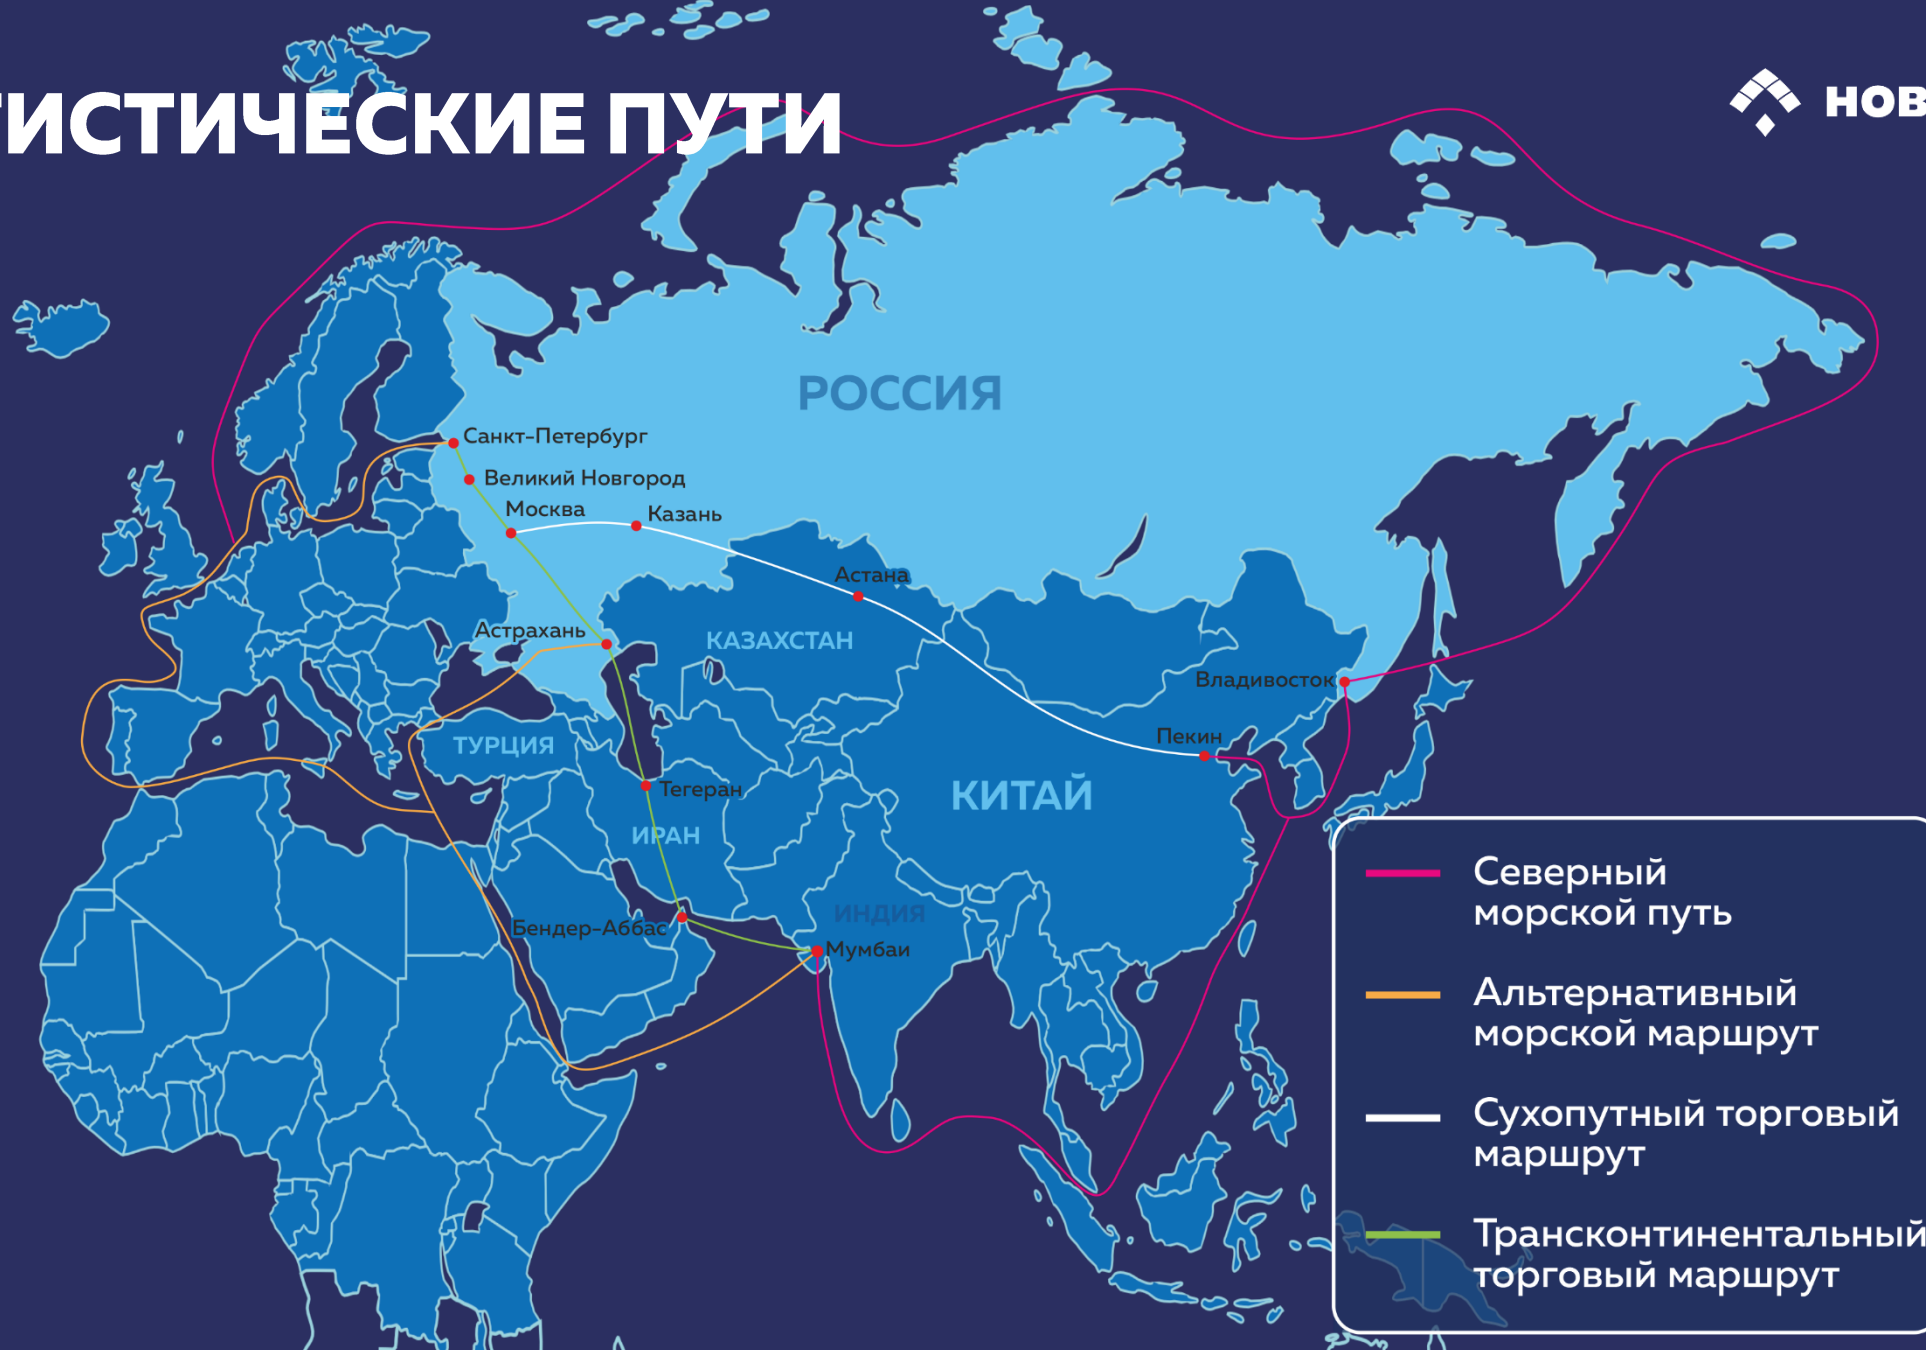 ТИСТИЧЕСКИЕ ПУТИ
НОВ
РОССИЯ
Санкт-Петербург
Великий Новгород
Москва
Казань
Астана
Астрахань
КАЗАХСТАН
Владивосток
Пекин
ТУРЦИЯ
Тегеран
КИТАЙ
ИРАН
ИНДИЯ
Бендер-Аббас
Мумбаи
Северный
морской путь
Альтернативный
морской маршрут
Сухопутный торговый
маршрут
Трансконтинентальный
торговый маршрут